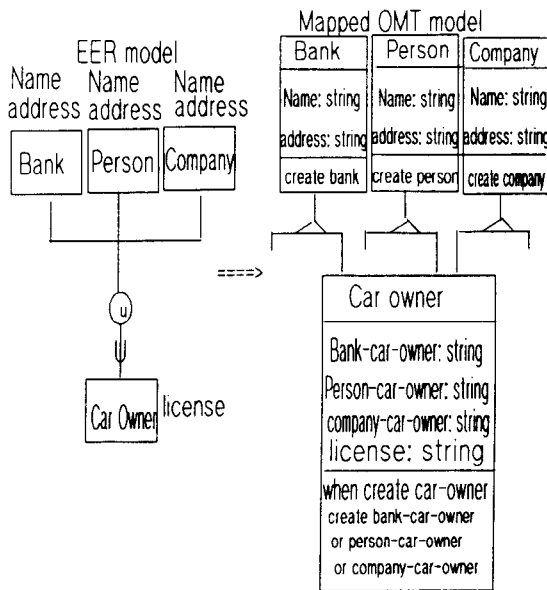 EER model
Name Name Name
address address address
Bank Person Company
u
Car Owner license
===>
Mapped OMT model
Bank Person Company
Name: string Name: string Name: string
address: string address: string address: string
create bank create person create company
Car owner
Bank-car-owner: string
Person-car-owner: string
company-car-owner: string
license: string
when create car-owner
create bank-car-owner
or person-car-owner
or company-car-owner